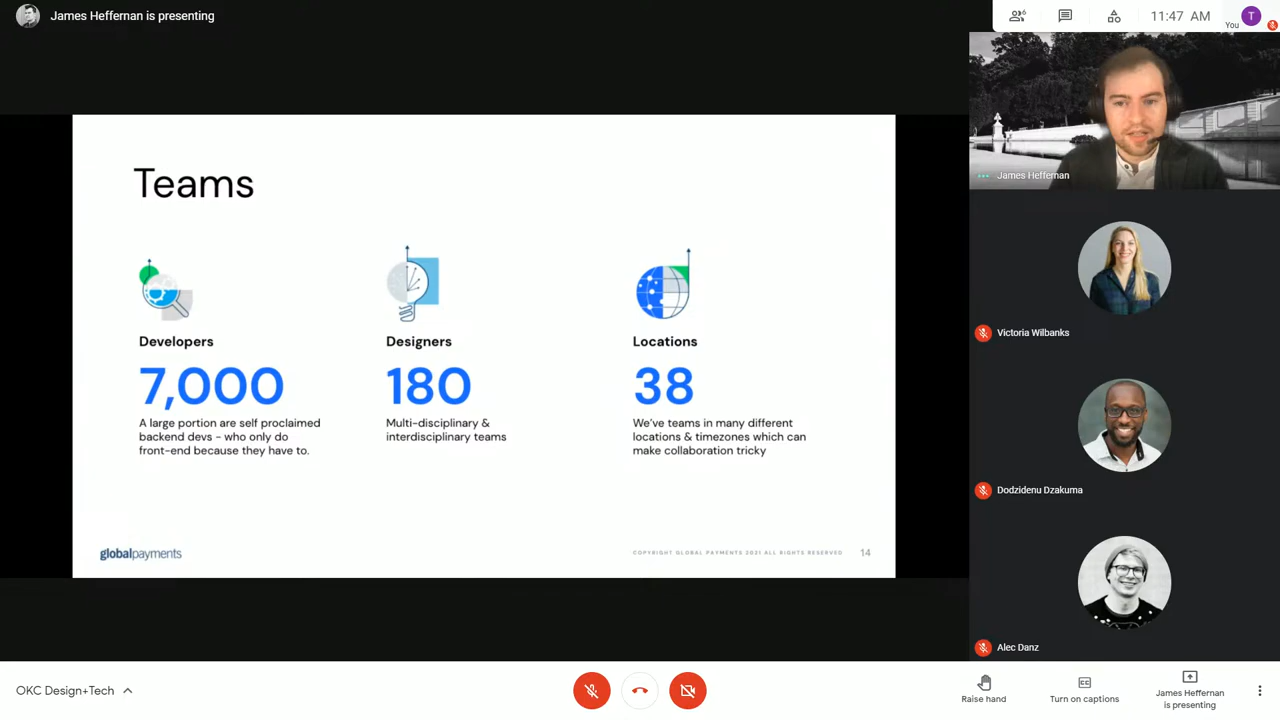 James Heffernan is presenting
6
11:47 AM
You
T
Teams
Developers
7,000
A large portion are self proclaimed
backend devs - who only do
front-end because they have to.
Designers
180
Multi-disciplinary &
interdisciplinary teams
Locations
38
We've teams in many different
locations & timezones which can
make collaboration tricky
globalpayments
COPYRIGHT GLOBAL PAYMENTS 2021 ALL RIGHTS RESERVED
14
James Heffernan
Victoria Wilbanks
Dodzidenu Dzakuma
Alec Danz
OKC Design+Tech
Raise hand
CC
Turn on captions
James Heffernan
is presenting